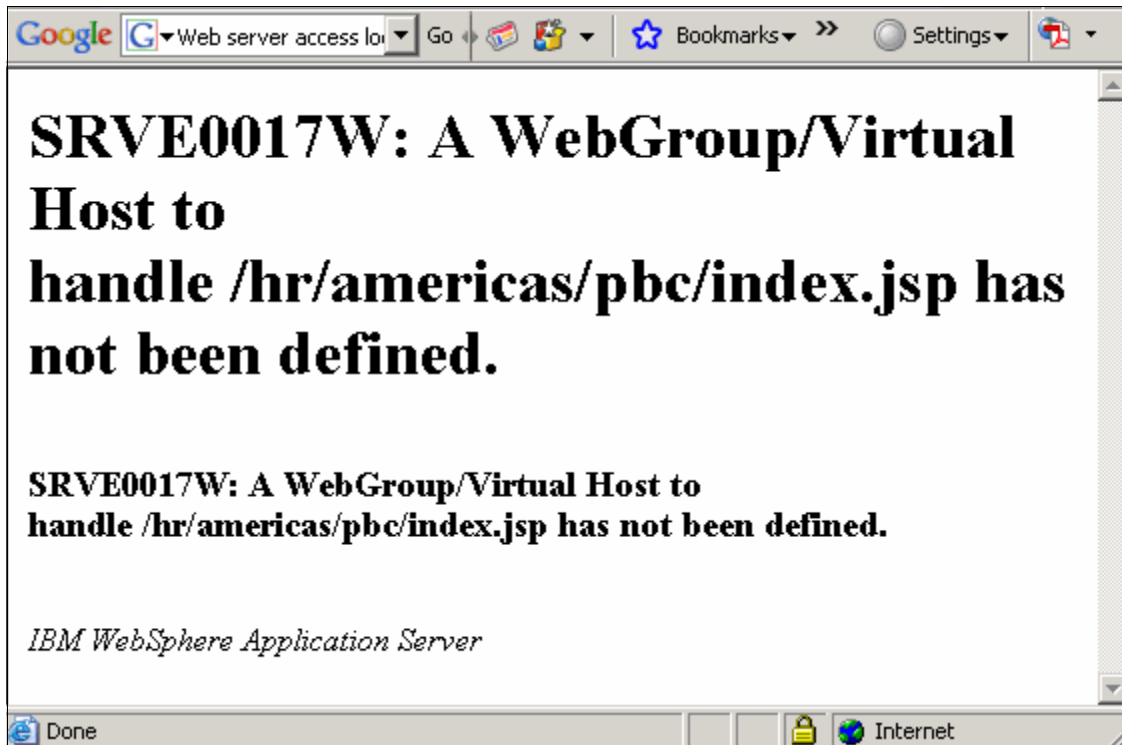 Google G Web server access lo Go Bookmarks » Settings
SRVE0017W: A WebGroup/Virtual
Host to
handle /hr/americas/pbc/index.jsp has
not been defined.
SRVE0017W: A WebGroup/Virtual Host to
handle /hr/americas/pbc/index.jsp has not been defined.
IBM WebSphere Application Server
Done Internet